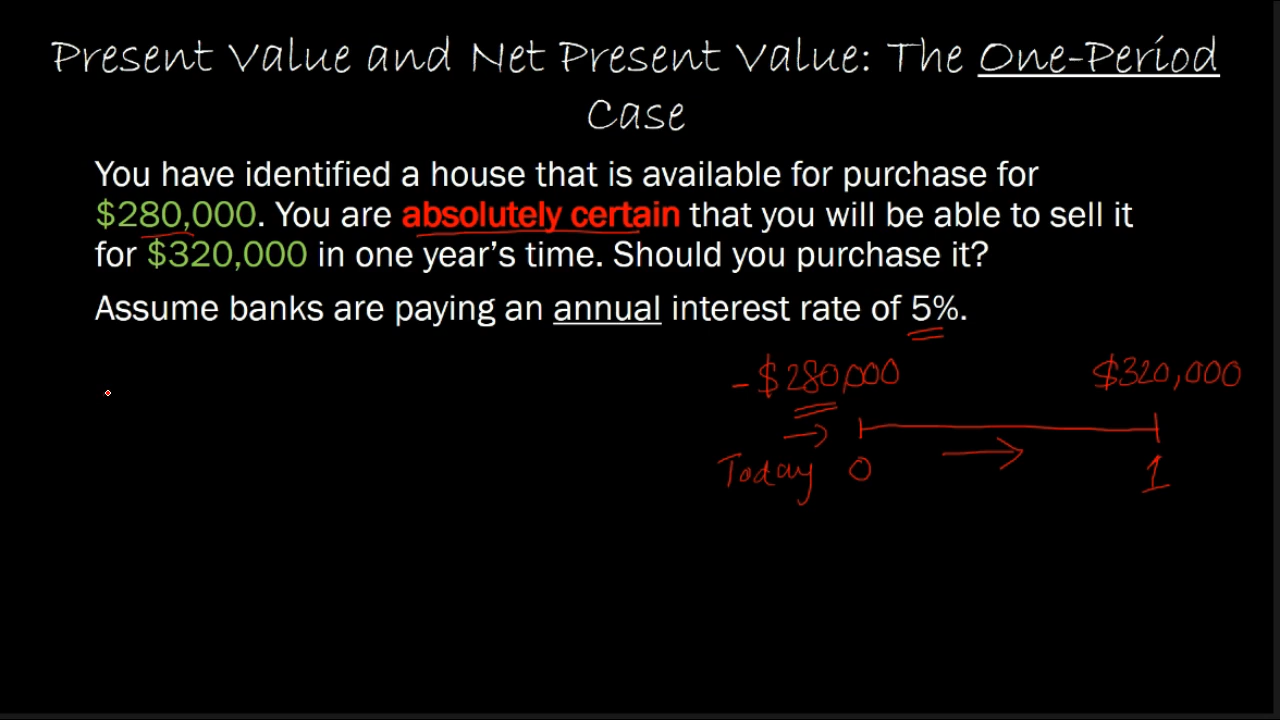 Present Value and Net Present Value: The One-Period
Case
You have identified a house that is available for purchase for
$280,000. You are absolutely certain that you will be able to sell it
for $320,000 in one year’s time. Should you purchase it?
Assume banks are paying an annual interest rate of 5%.
-$280,000 $320,000
Today 0 1